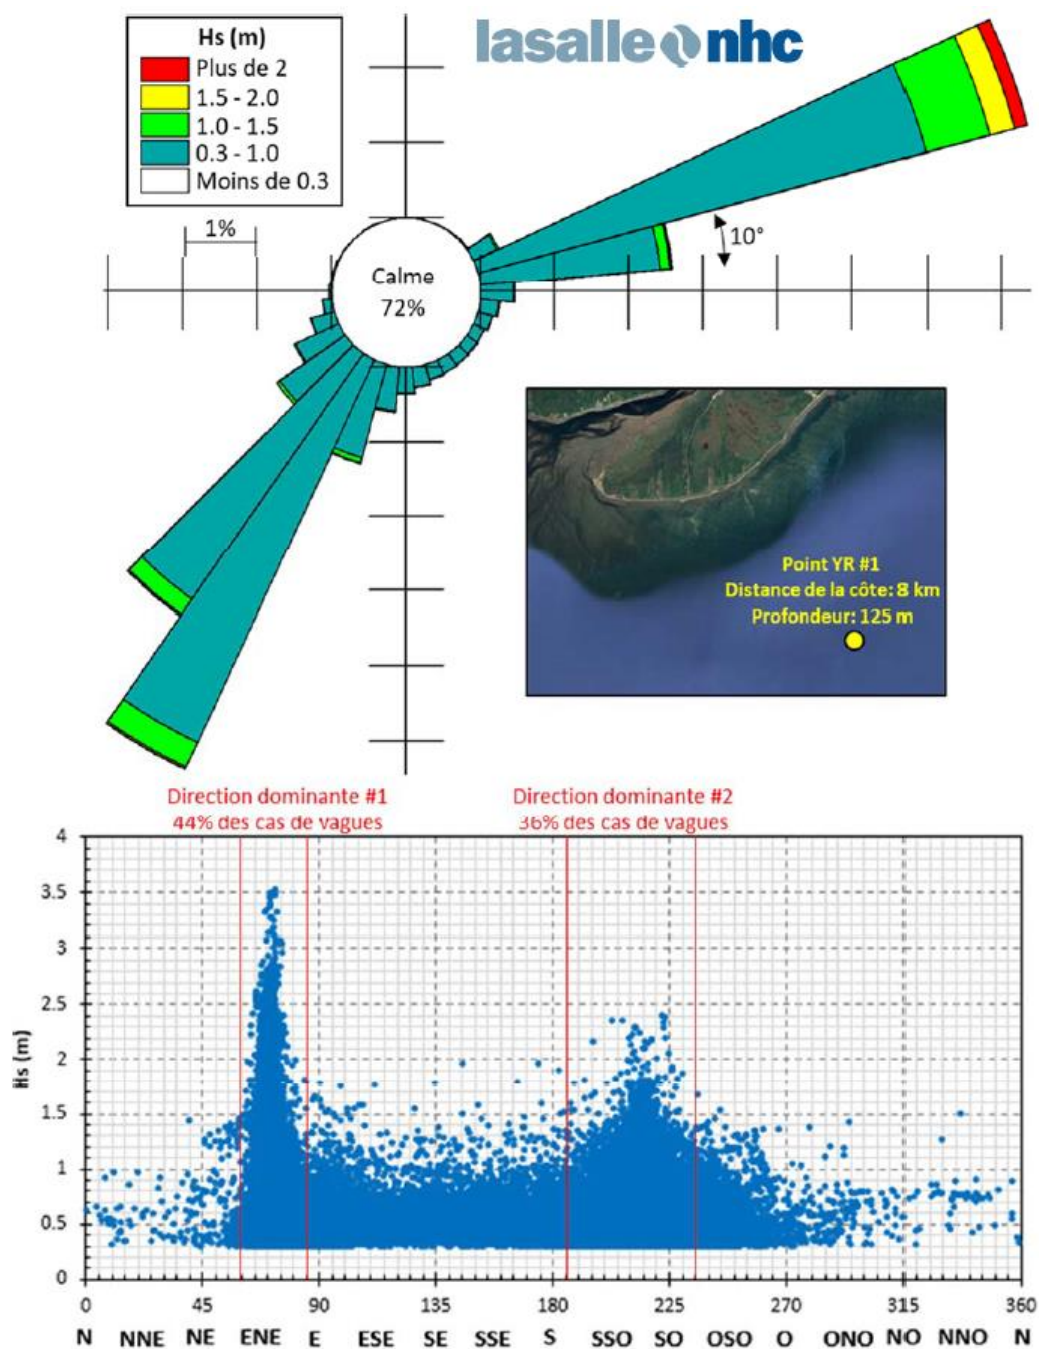 Hs (m)
Plus de 2
1.5 - 2.0
1.0 - 1.5
0.3 - 1.0
Moins de 0.3
lasalle nhc
1%
10°
Calme
72%
Point YR #1
Distance de la côte: 8 km
Profondeur: 125 m
Direction dominante #1
44% des cas de vagues
Direction dominante #2
36% des cas de vagues
Hs (m)
4
3.5
3
2.5
2
1.5
1
0.5
0
0 45 90 135 180 225 270 315 360
N NNE NE ENE E ESE SE SSE S SSO SO OSO O ONO NO NNO N